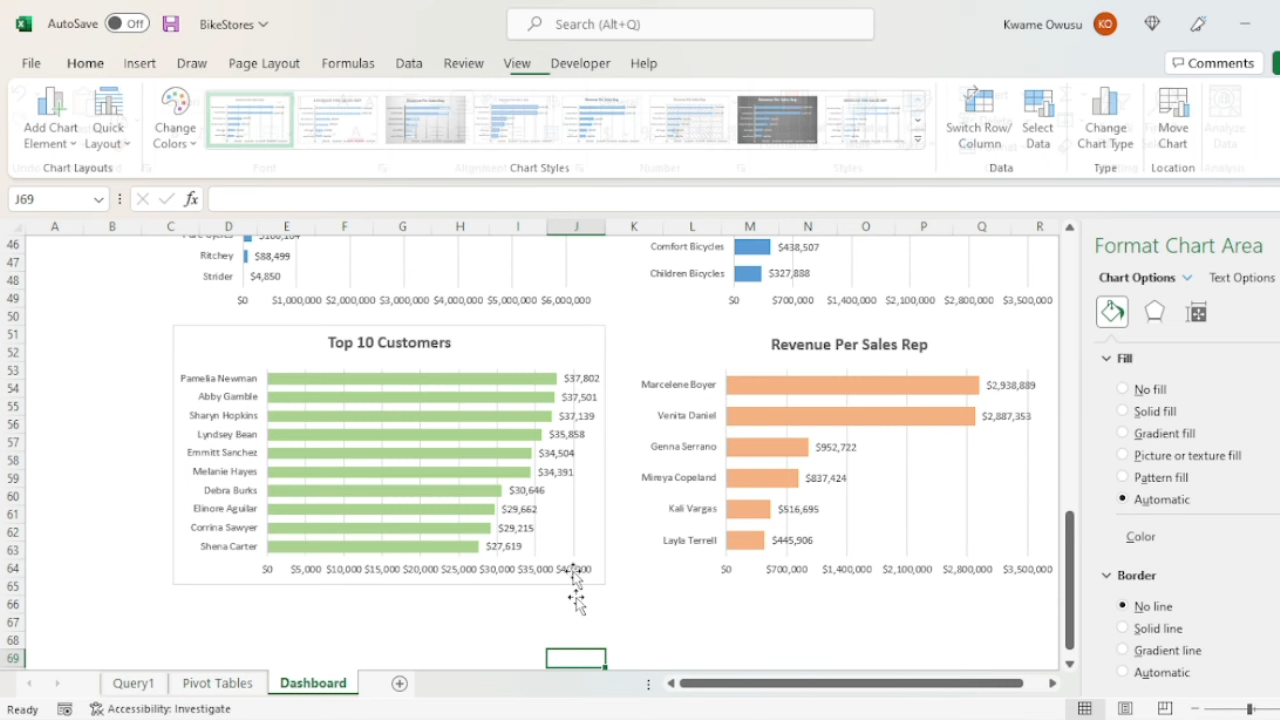 AutoSave Off BikeStores Search (Alt+Q) Kwame Owusu KO
File Home Insert Draw Page Layout Formulas Data Review View Developer Help Comments
Add Chart Element Quick Layout Change Colors Switch Row/Column Select Data Change Chart Type Move Chart Analyze Data
Undo Chart Layouts Font Alignment Chart Styles Number Styles Data Type Location Analysis
J69 fx
A B C D E F G H I J K L M N O P Q R
Format Chart Area
Chart Options Text Options
46
47
48
49
50
51
52
53
54
55
56
57
58
59
60
61
62
63
64
65
66
67
68
69
Ritchey $88,499
Strider $4,850
$0 $1,000,000 $2,000,000 $3,000,000 $4,000,000 $5,000,000 $6,000,000
Comfort Bicycles $438,507
Children Bicycles $327,888
$0 $700,000 $1,400,000 $2,100,000 $2,800,000 $3,500,000
Top 10 Customers
Pamelia Newman $37,802
Abby Gamble $37,501
Sharyn Hopkins $37,139
Lyndsey Bean $35,858
Emmitt Sanchez $34,504
Melanie Hayes $34,391
Debra Burks $30,646
Elinore Aguilar $29,662
Corrina Sawyer $29,215
Shena Carter $27,619
$0 $5,000 $10,000 $15,000 $20,000 $25,000 $30,000 $35,000
Revenue Per Sales Rep
Marcelene Boyer $2,938,889
Venita Daniel $2,887,353
Genna Serrano $952,722
Mireya Copeland $837,424
Kali Vargas $516,695
Layla Terrell $445,906
$0 $700,000 $1,400,000 $2,100,000 $2,800,000 $3,500,000
Fill
No fill
Solid fill
Gradient fill
Picture or texture fill
Pattern fill
Automatic
Color
Border
No line
Solid line
Gradient line
Automatic
Query1 Pivot Tables Dashboard
Ready Accessibility: Investigate